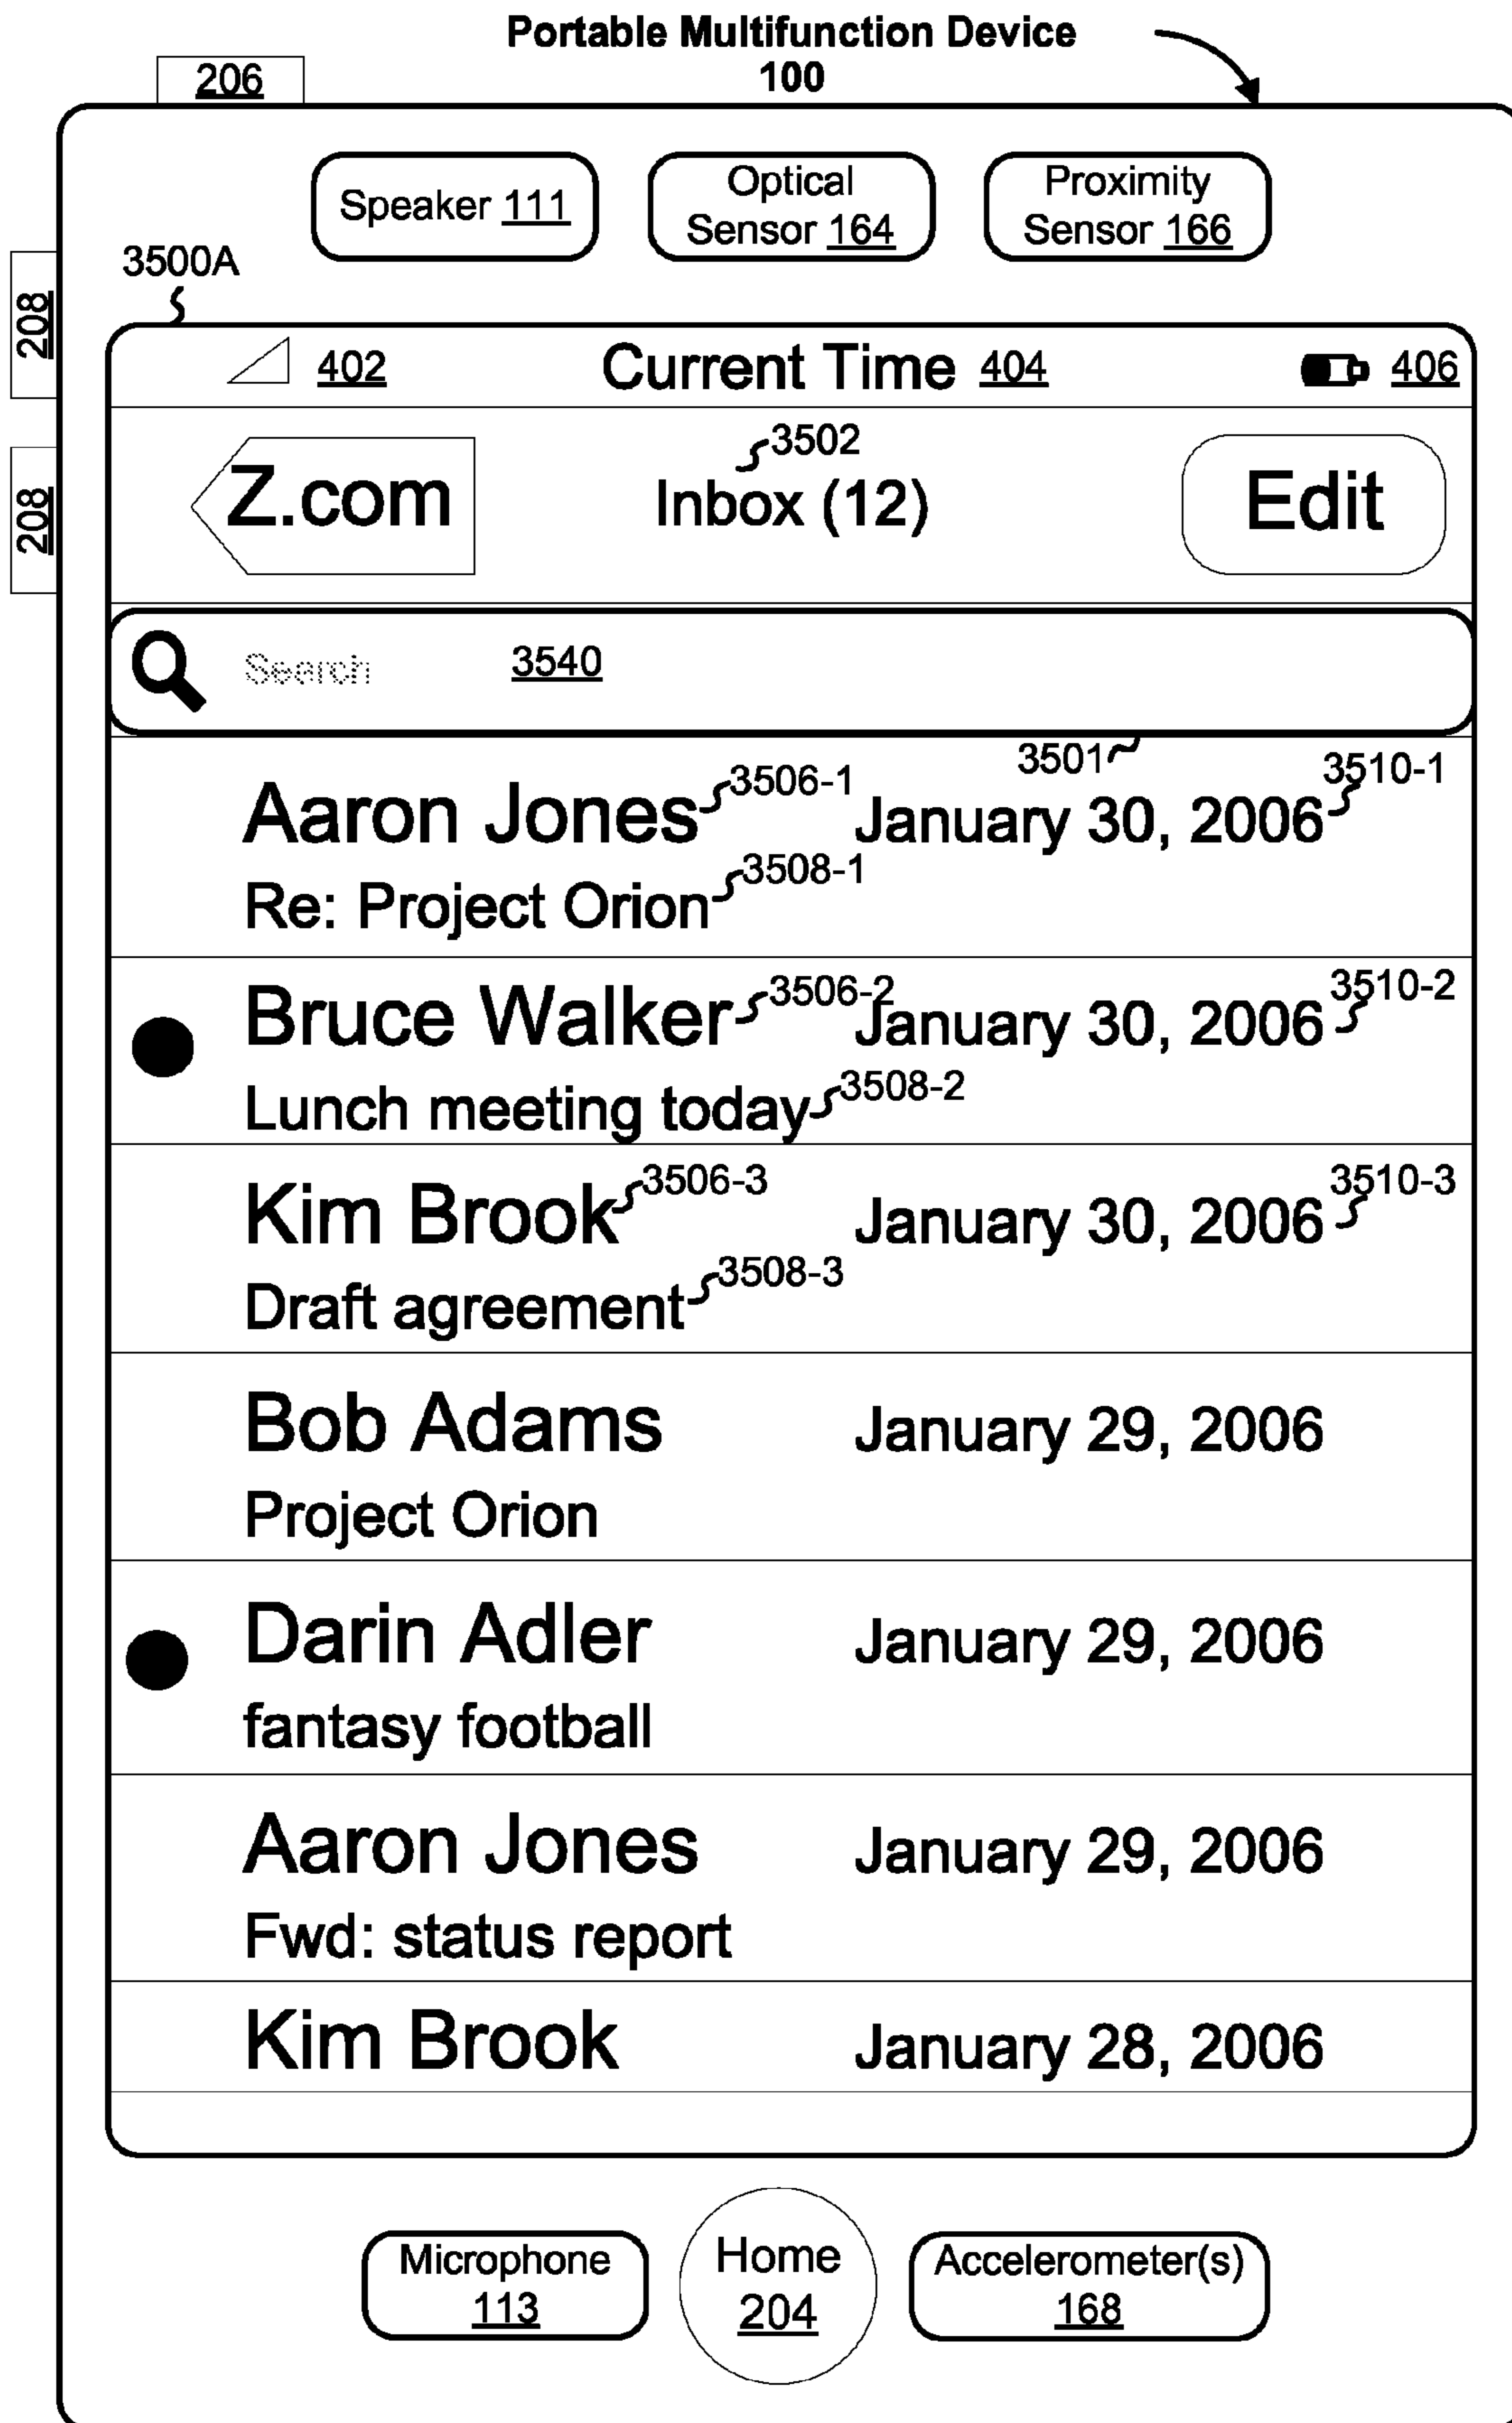 Portable Multifunction Device
100
206
Speaker 111
Optical
Sensor 164
Proximity
Sensor 166
3500A
208
208
402
Current Time 404
406
Z.com
3502
Inbox (12)
Edit
Search
3540
3501
Aaron Jones
3506-1
January 30, 2006
3510-1
Re: Project Orion
3508-1
Bruce Walker
3506-2
January 30, 2006
3510-2
Lunch meeting today
3508-2
Kim Brook
3506-3
January 30, 2006
3510-3
Draft agreement
3508-3
Bob Adams
January 29, 2006
Project Orion
Darin Adler
January 29, 2006
fantasy football
Aaron Jones
January 29, 2006
Fwd: status report
Kim Brook
January 28, 2006
Microphone
113
Home
204
Accelerometer(s)
168